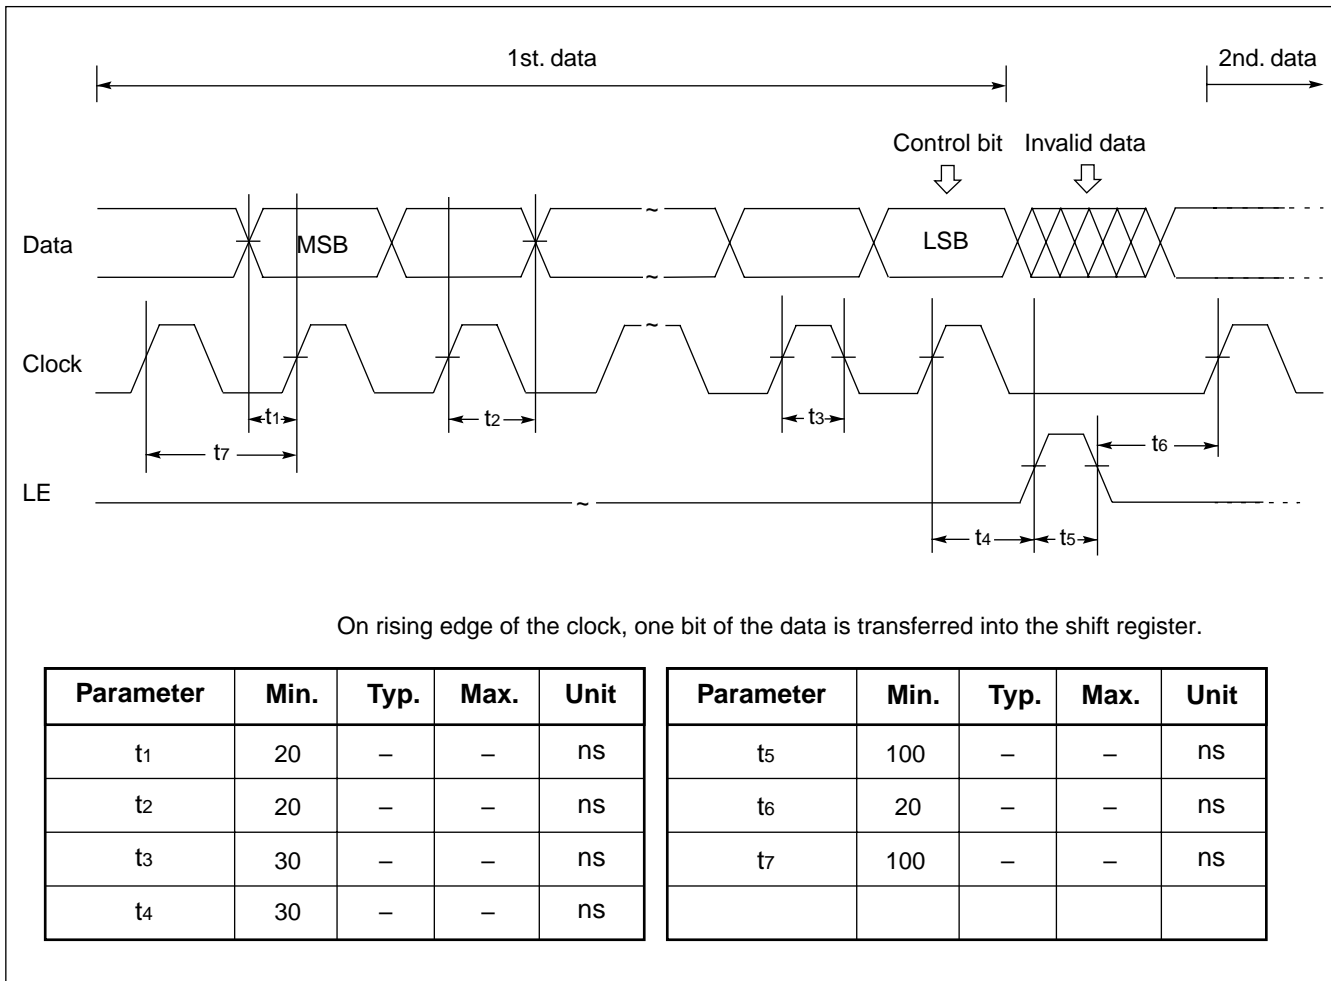 1st. data
2nd. data
Control bit
Invalid data
Data
MSB
LSB
~
~
Clock
~
t1
t2
t3
t7
t6
LE
~
t4
t5
On rising edge of the clock, one bit of the data is transferred into the shift register.
Parameter Min. Typ. Max. Unit
t1 20 – – ns
t2 20 – – ns
t3 30 – – ns
t4 30 – – ns
Parameter Min. Typ. Max. Unit
t5 100 – – ns
t6 20 – – ns
t7 100 – – ns